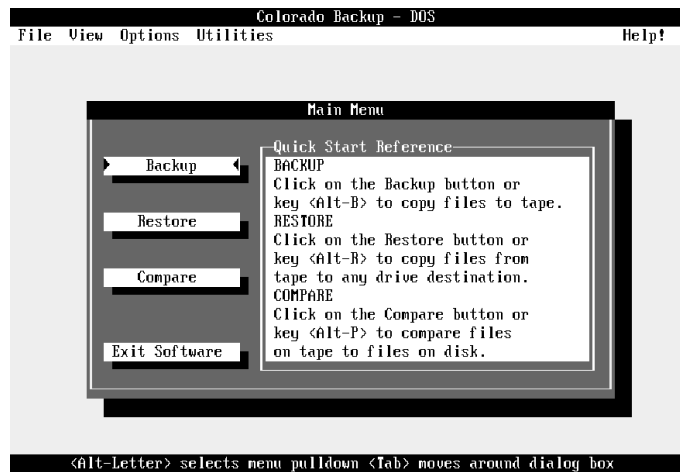 Colorado Backup - DOS
File View Options Utilities Help!
Main Menu
Backup
Restore
Compare
Exit Software
Quick Start Reference
BACKUP
Click on the Backup button or
key <Alt-B> to copy files to tape.
RESTORE
Click on the Restore button or
key <Alt-R> to copy files from
tape to any drive destination.
COMPARE
Click on the Compare button or
key <Alt-P> to compare files
on tape to files on disk.
<Alt-Letter> selects menu pulldown <Tab> moves around dialog box